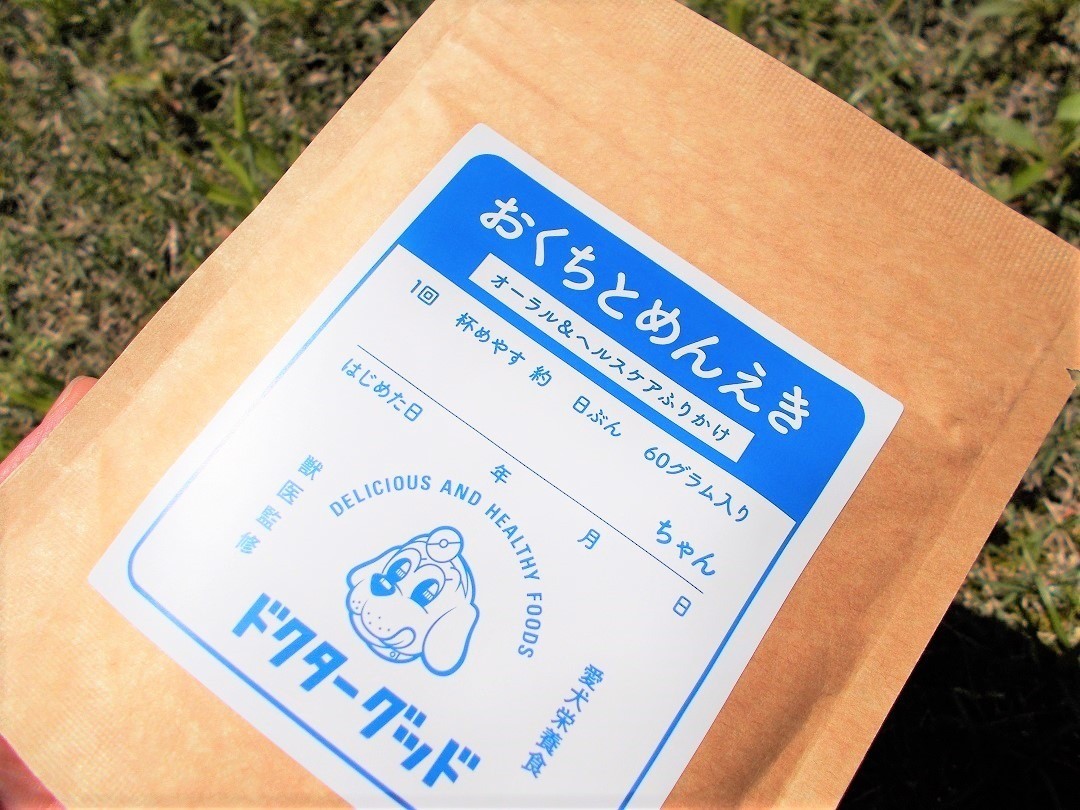 おくちとめんえき
オーラル&ヘルスケアふりかけ
1回 杯めやす 約 日ぶん 60グラム入り
ちゃん
はじめた日 年 月 日
DELICIOUS AND HEALTHY FOODS
獣医監修
ドクターグッド
愛犬栄養食